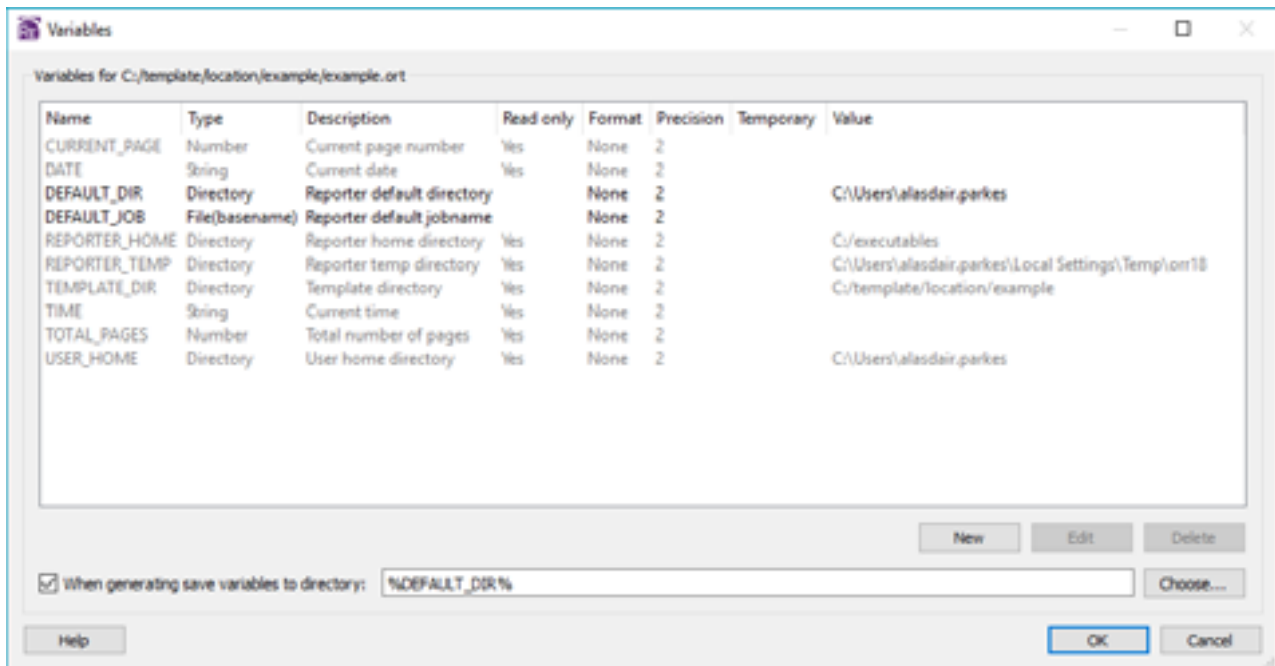 Variables
Variables for C:/template/location/example/example.ort
Name Type Description Read only Format Precision Temporary Value
CURRENT_PAGE Number Current page number Yes None 2
DATE String Current date Yes None 2
DEFAULT_DIR Directory Reporter default directory None 2 C:\Users\alasdair.parkes
DEFAULT_JOB File(basename) Reporter default jobname None 2
REPORTER_HOME Directory Reporter home directory Yes None 2 C:/executables
REPORTER_TEMP Directory Reporter temp directory Yes None 2 C:\Users\alasdair.parkes\Local Settings\Temp\orr18
TEMPLATE_DIR Directory Template directory Yes None 2 C:/template/location/example
TIME String Current time Yes None 2
TOTAL_PAGES Number Total number of pages Yes None 2
USER_HOME Directory User home directory Yes None 2 C:\Users\alasdair.parkes
New Edit Delete
When generating save variables to directory: %DEFAULT_DIR% Choose...
Help OK Cancel